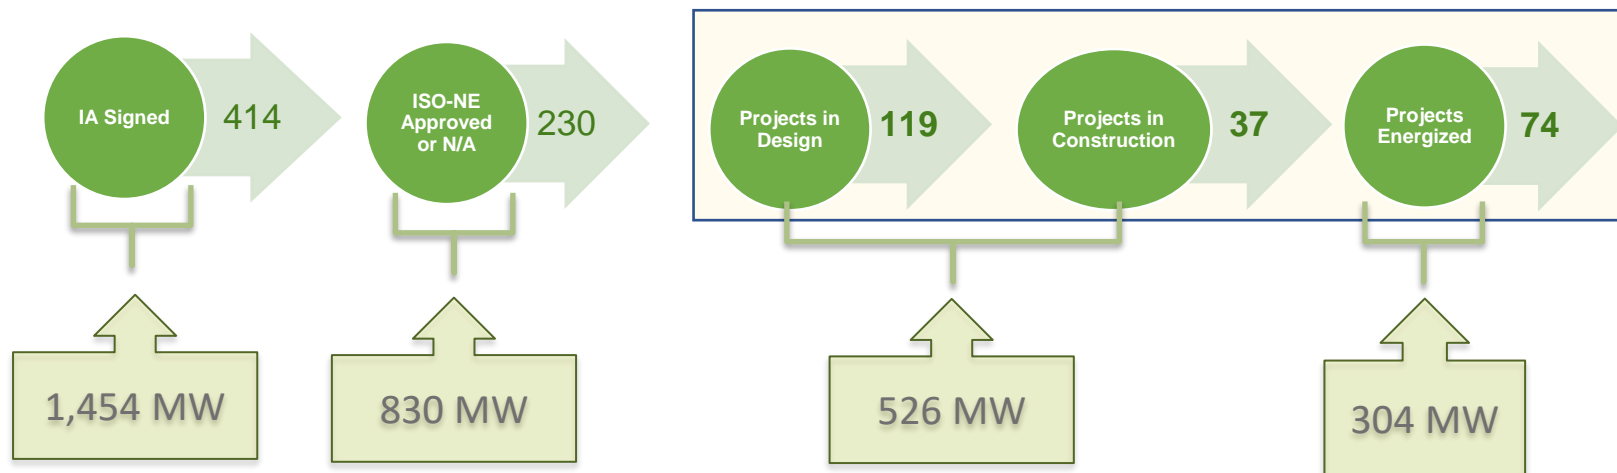 IA Signed
414
ISO-NE
Approved
or N/A
230
Projects in
Design
119
Projects in
Construction
37
Projects
Energized
74
1,454 MW
830 MW
526 MW
304 MW